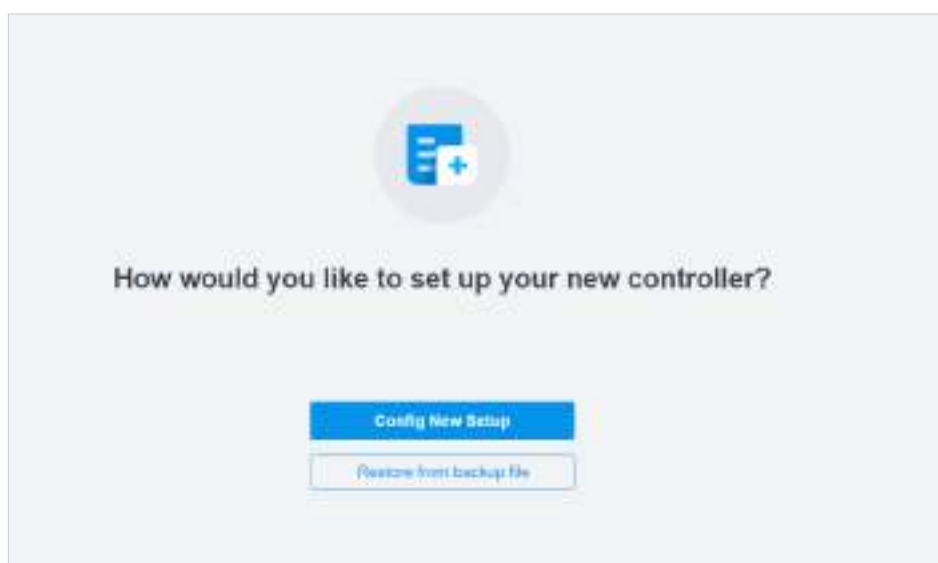 How would you like to set up your new controller?
Config New Setup
Restore from backup file